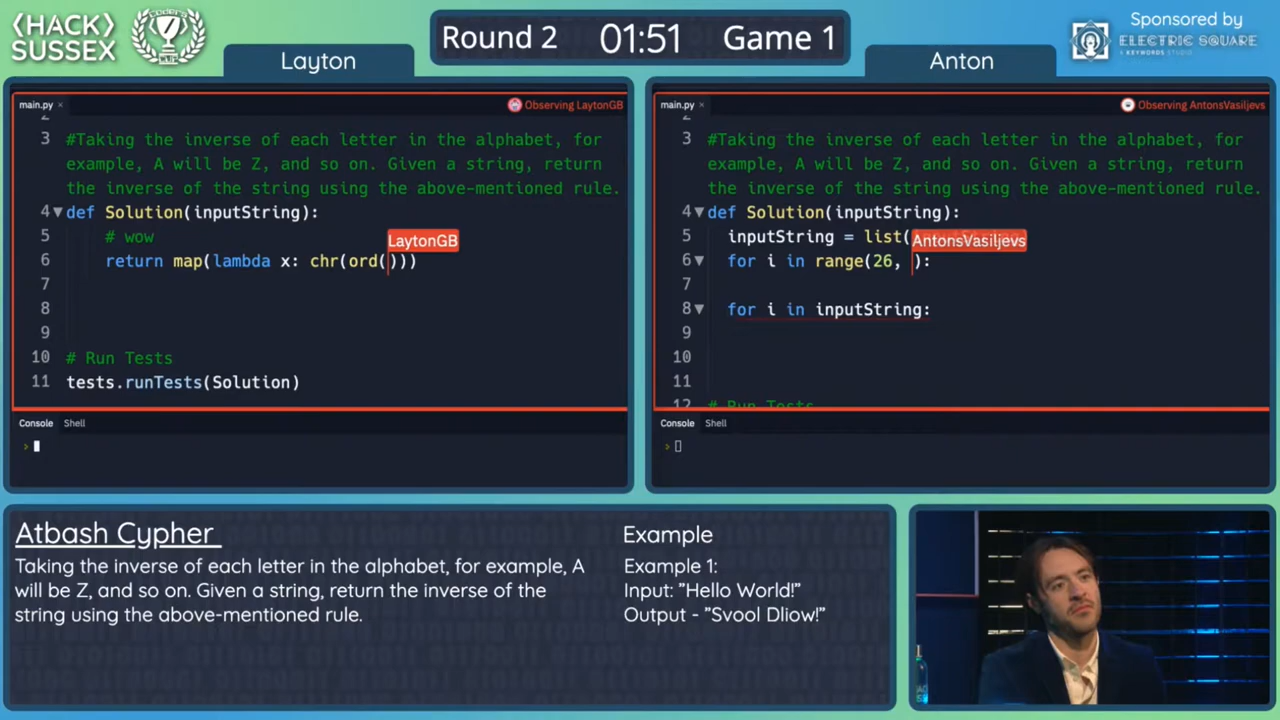 {HACK
SUSSEX
Round 2 01:51 Game 1
Sponsored by
ELECTRIC SQUARE
A KEYWORDS STUDIO
Layton
Anton
main.py × Observing LaytonGB
2
3 #Taking the inverse of each letter in the alphabet, for
example, A will be Z, and so on. Given a string, return
the inverse of the string using the above-mentioned rule.
4 def Solution(inputString):
5 # wow
LaytonGB
6 return map(lambda x: chr(ord()))
7
8
9
10 # Run Tests
11 tests.runTests(Solution)
Console Shell
>
main.py × Observing AntonsVasiljevs
2
3 #Taking the inverse of each letter in the alphabet, for
example, A will be Z, and so on. Given a string, return
the inverse of the string using the above-mentioned rule.
4 def Solution(inputString):
5 inputString = list(
AntonsVasiljevs
6 for i in range(26, ):
7
8 for i in inputString:
9
10
11
12 # Run Tests
Console Shell
>
Atbash Cypher
Taking the inverse of each letter in the alphabet, for example, A
will be Z, and so on. Given a string, return the inverse of the
string using the above-mentioned rule.
Example
Example 1:
Input: ”Hello World!”
Output - ”Svool Dliow!”